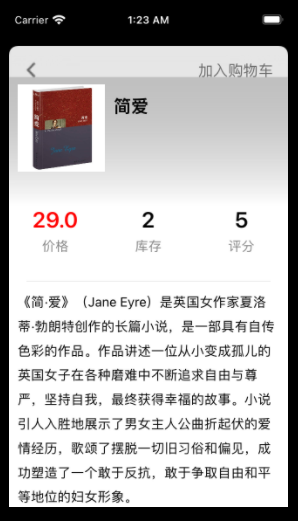 Carrier
1:23 AM
加入购物车
简爱
简爱
29.0
2
5
价格
库存
评分
《简·爱》（Jane Eyre）是英国女作家夏洛
蒂·勃朗特创作的长篇小说，是一部具有自传
色彩的作品。作品讲述一位从小变成孤儿的
英国女子在各种磨难中不断追求自由与尊
严，坚持自我，最终获得幸福的故事。小说
引人入胜地展示了男女主人公曲折起伏的爱
情经历，歌颂了摆脱一切旧习俗和偏见，成
功塑造了一个敢于反抗，敢于争取自由和平
等地位的妇女形象。